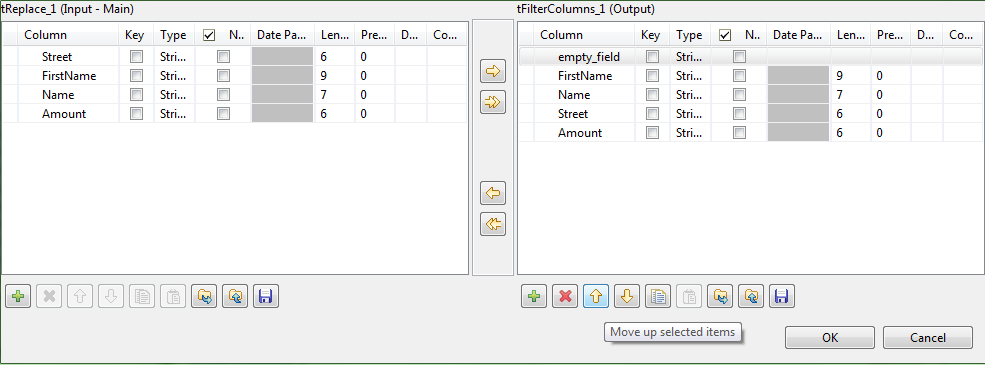 tReplace_1 (Input - Main)
Column Key Type N.. Date Pa... Len... Pre... D... Co...
Street Stri... 6 0
FirstName Stri... 9 0
Name Stri... 7 0
Amount Stri... 6 0
tFilterColumns_1 (Output)
Column Key Type N.. Date Pa... Len... Pre... D... Co...
empty_field Stri...
FirstName Stri... 9 0
Name Stri... 7 0
Street Stri... 6 0
Amount Stri... 6 0
Move up selected items
OK
Cancel